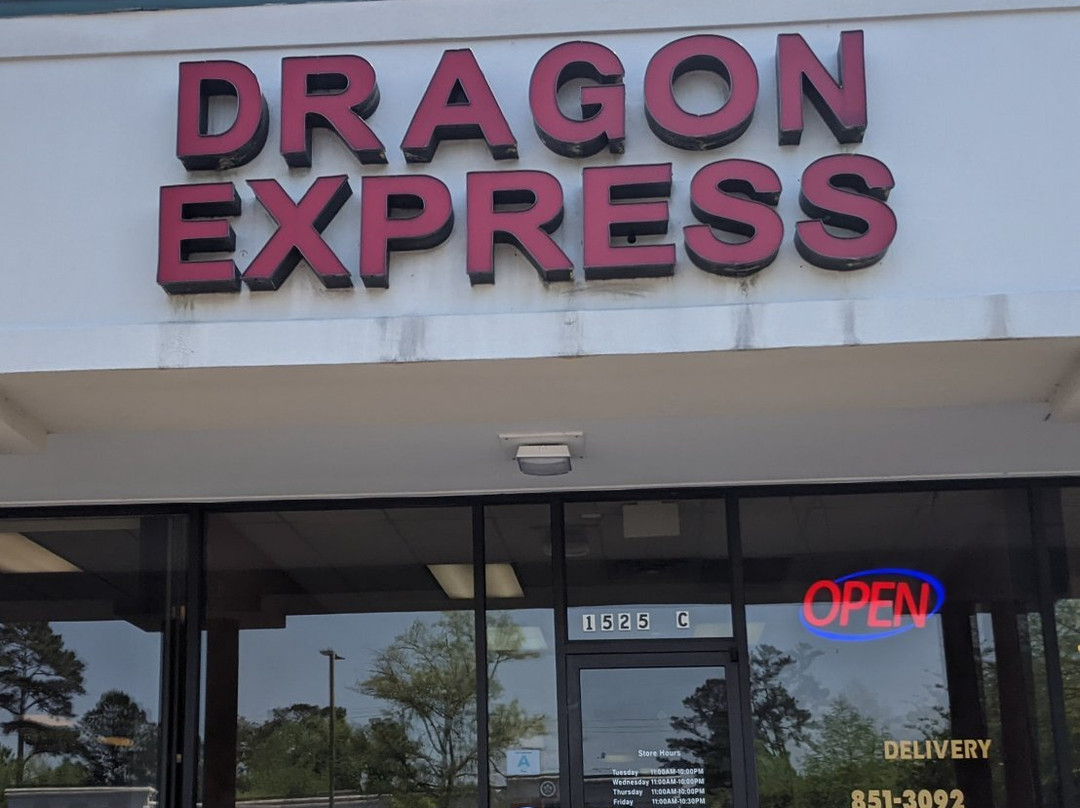 DRAGON
EXPRESS
1525 C
OPEN
A
Store Hours
Tuesday 11:00AM-10:00PM
Wednesday 11:00AM-10:00PM
Thursday 11:00AM-10:00PM
Friday 11:00AM-10:30PM
DELIVERY
851-3092